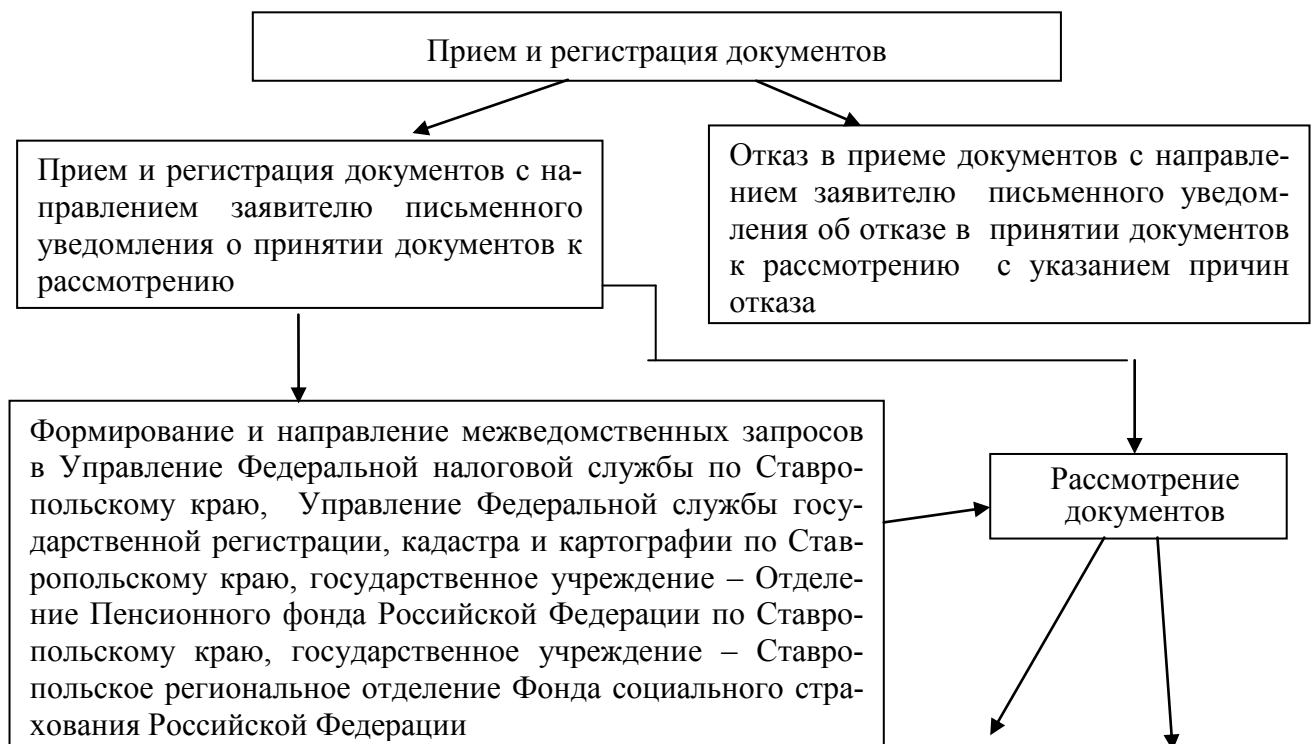 Прием и регистрация документов
Прием и регистрация документов с на-
правлением заявителю письменного
уведомления о принятии документов к
рассмотрению
Отказ в приеме документов с направле-
нием заявителю письменного уведом-
ления об отказе в принятии документов
к рассмотрению с указанием причин
отказа
Формирование и направление межведомственных запросов
в Управление Федеральной налоговой службы по Ставро-
польскому краю, Управление Федеральной службы госу-
дарственной регистрации, кадастра и картографии по Став-
ропольскому краю, государственное учреждение – Отделе-
ние Пенсионного фонда Российской Федерации по Ставро-
польскому краю, государственное учреждение – Ставро-
польское региональное отделение Фонда социального стра-
хования Российской Федерации
Рассмотрение
документов